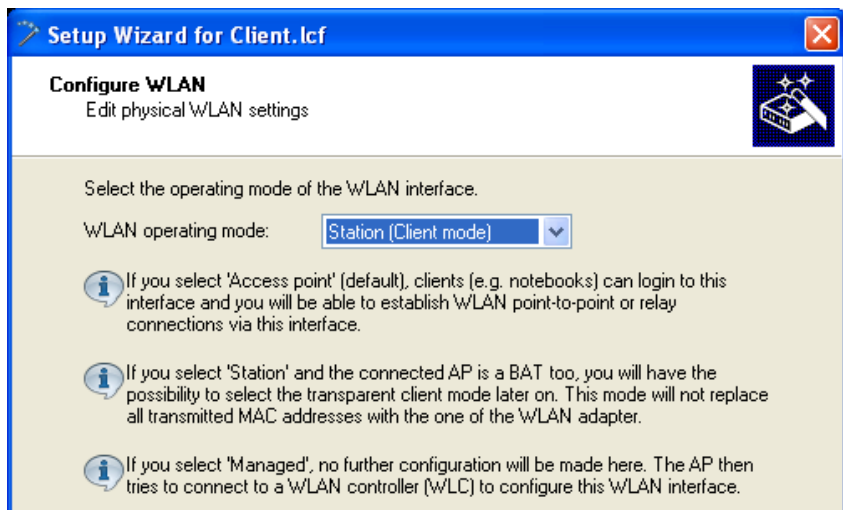 Setup Wizard for Client.lcf
Configure WLAN
Edit physical WLAN settings
Select the operating mode of the WLAN interface.
WLAN operating mode: Station (Client mode)
If you select 'Access point' (default), clients (e.g. notebooks) can login to this
interface and you will be able to establish WLAN point-to-point or relay
connections via this interface.
If you select 'Station' and the connected AP is a BAT too, you will have the
possibility to select the transparent client mode later on. This mode will not replace
all transmitted MAC addresses with the one of the WLAN adapter.
If you select 'Managed', no further configuration will be made here. The AP then
tries to connect to a WLAN controller (WLC) to configure this WLAN interface.